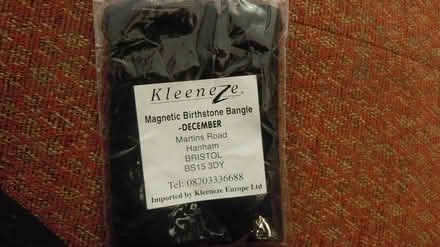 Kleeneze
Magnetic Birthstone Bangle
-DECEMBER
Martins Road
Hanham
BRISTOL
BS15 3DY
Tel: 08703336688
Imported by Kleeneze Europe Ltd